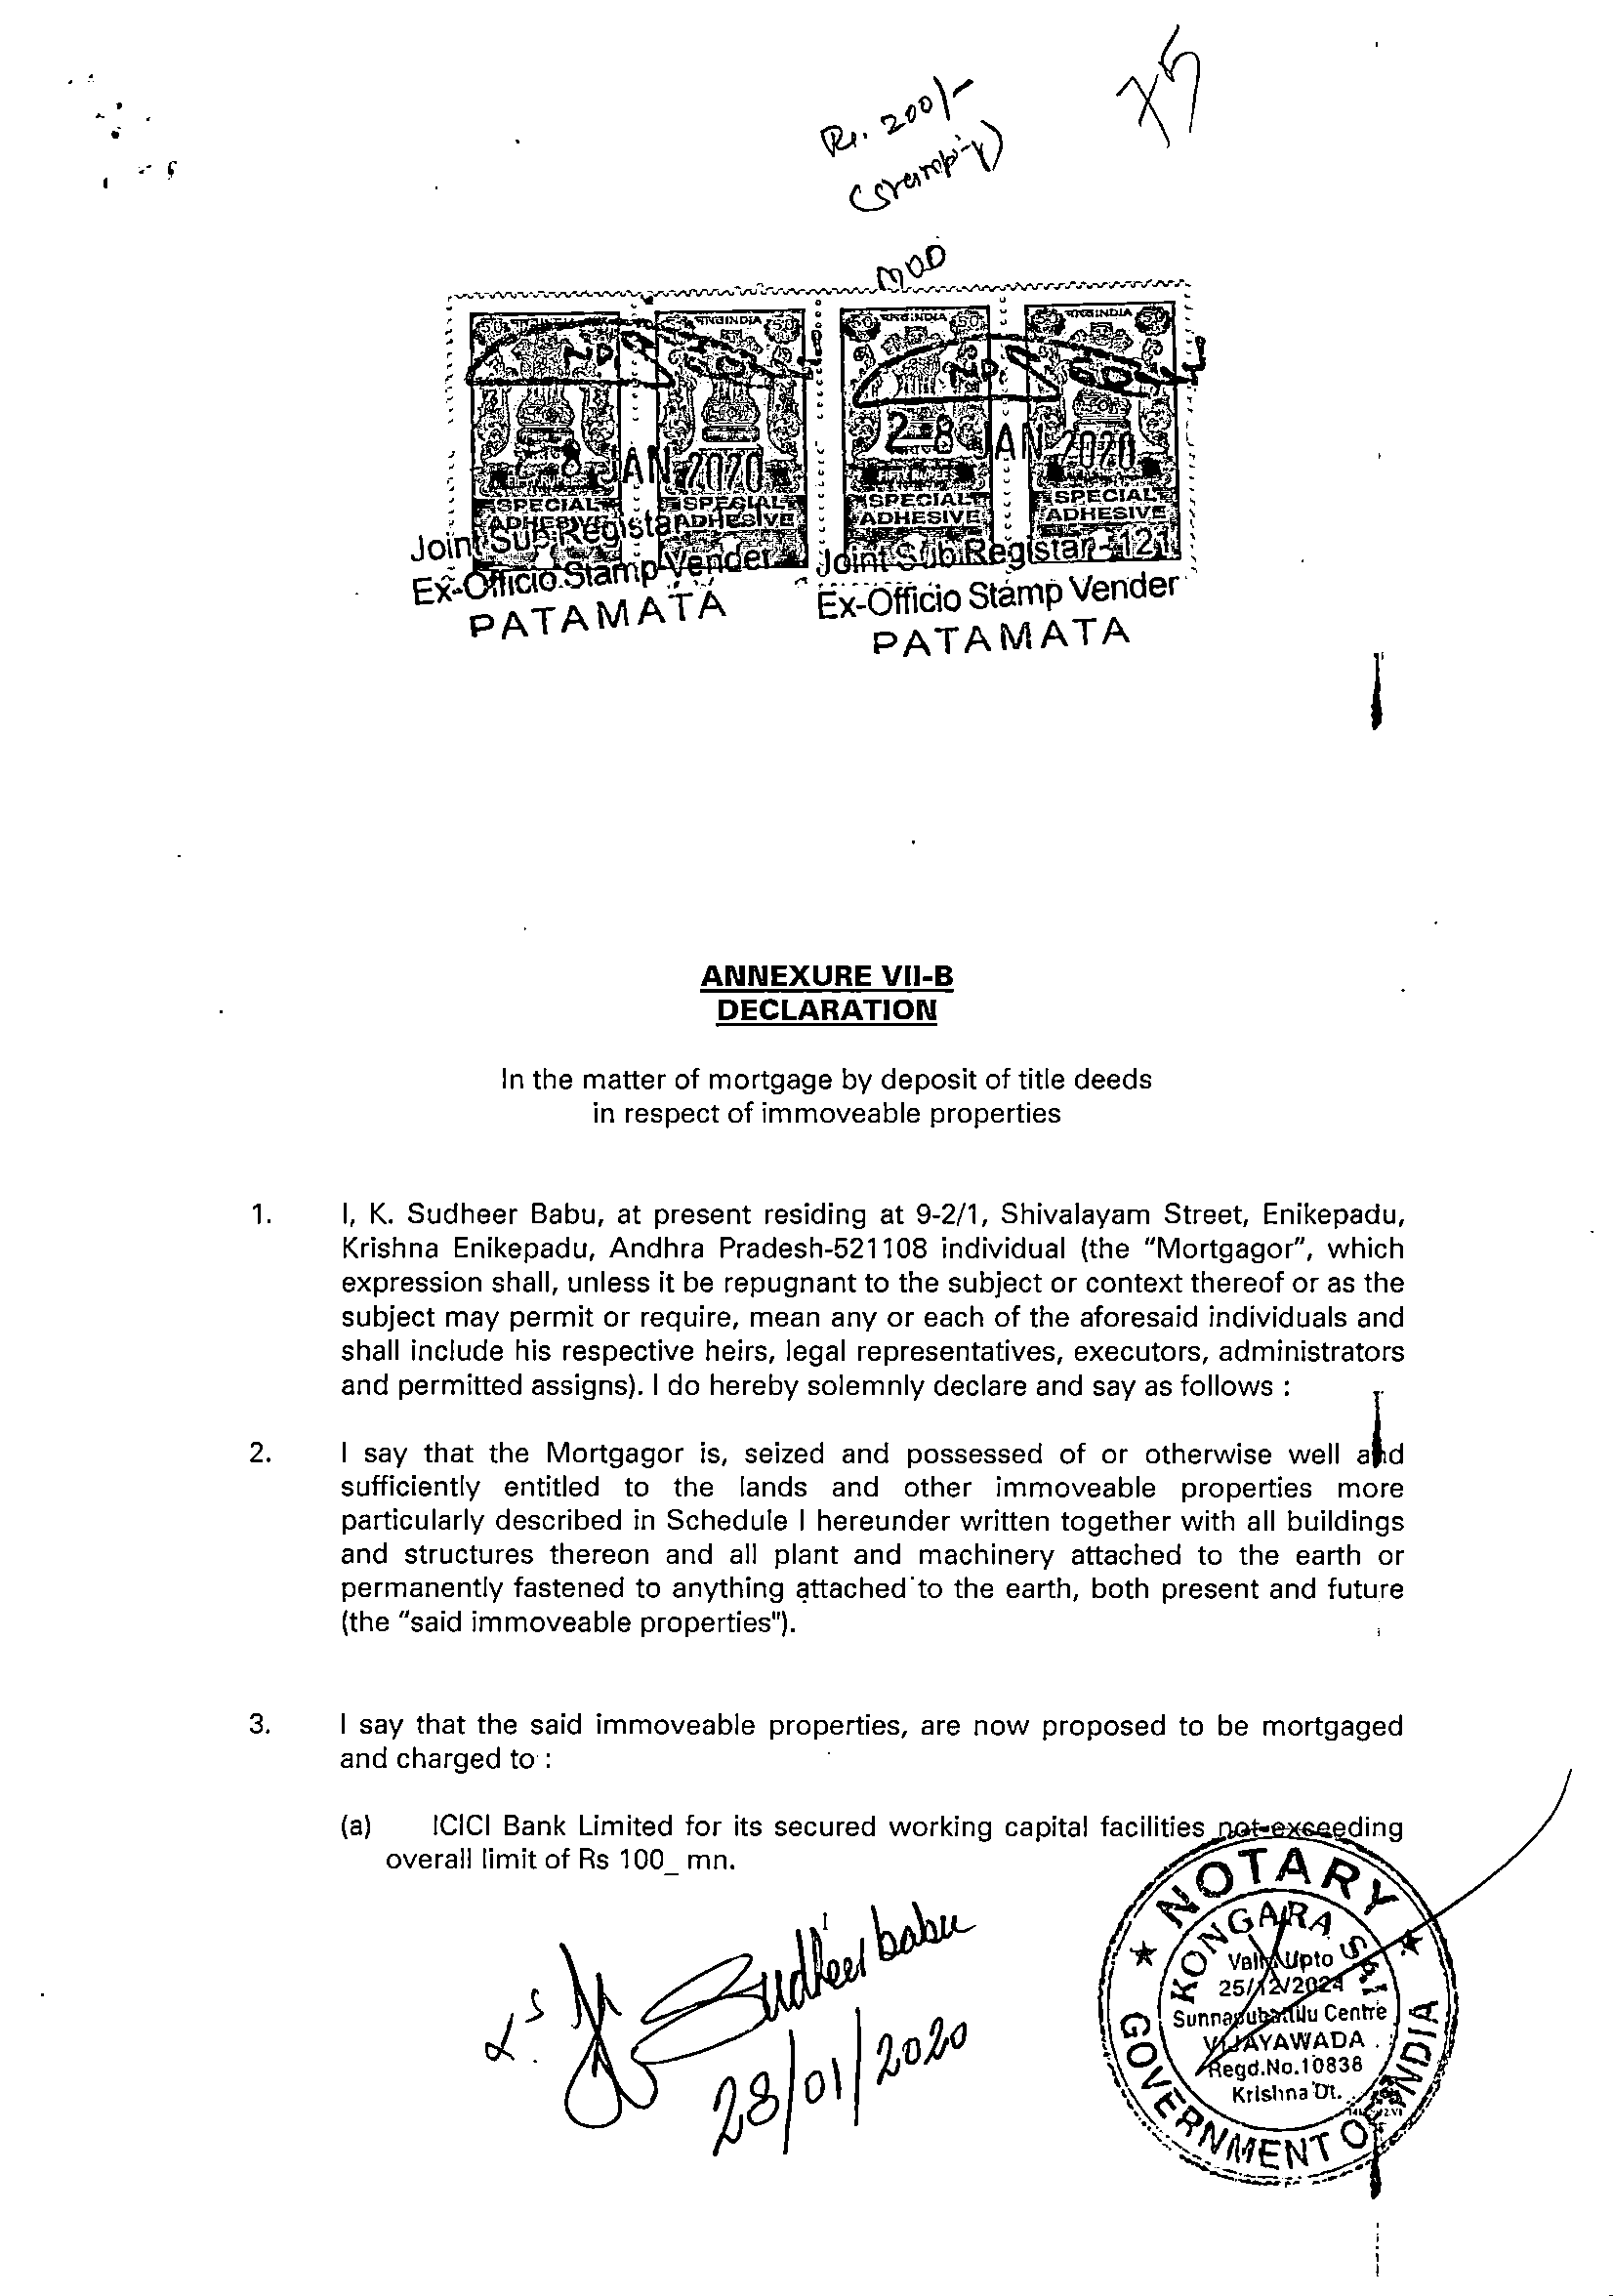 75
Rs. 200/-
(stamping)
MOD
INDIA
INDIA
INDIA
INDIA
28 JAN 2020
28 JAN 2020
SPECIAL
ADHESIVE
SPECIAL
ADHESIVE
SPECIAL
ADHESIVE
SPECIAL
ADHESIVE
Joint Sub Registar
Ex-Officio Stamp Vender
PATAMATA
Joint Sub Registar-121
Ex-Officio Stamp Vender
PATAMATA
ANNEXURE VII-B
DECLARATION
In the matter of mortgage by deposit of title deeds
in respect of immoveable properties
1. I, K. Sudheer Babu, at present residing at 9-2/1, Shivalayam Street, Enikepadu,
Krishna Enikepadu, Andhra Pradesh-521108 individual (the "Mortgagor", which
expression shall, unless it be repugnant to the subject or context thereof or as the
subject may permit or require, mean any or each of the aforesaid individuals and
shall include his respective heirs, legal representatives, executors, administrators
and permitted assigns). I do hereby solemnly declare and say as follows :
2. I say that the Mortgagor is, seized and possessed of or otherwise well and
sufficiently entitled to the lands and other immoveable properties more
particularly described in Schedule I hereunder written together with all buildings
and structures thereon and all plant and machinery attached to the earth or
permanently fastened to anything attached to the earth, both present and future
(the "said immoveable properties").
3. I say that the said immoveable properties, are now proposed to be mortgaged
and charged to :
(a) ICICI Bank Limited for its secured working capital facilities not exceeding
overall limit of Rs 100_ mn.
Sudheer babu
28/01/2020
NOTARY
KONGARA SAI
Valid Upto
25/12/2024
Sunnapubattilu Centre
VIJAYAWADA
Regd.No.10838
Krishna Dt.
GOVERNMENT OF INDIA